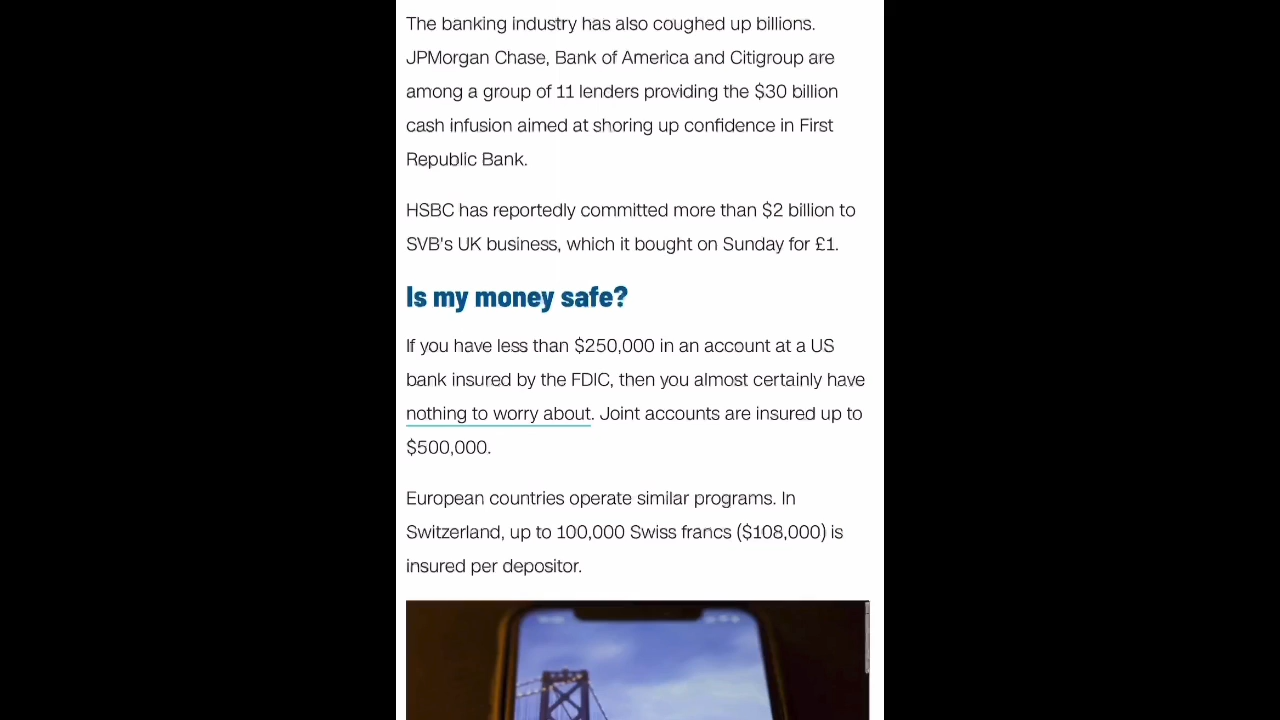 The banking industry has also coughed up billions.
JPMorgan Chase, Bank of America and Citigroup are
among a group of 11 lenders providing the $30 billion
cash infusion aimed at shoring up confidence in First
Republic Bank.
HSBC has reportedly committed more than $2 billion to
SVB's UK business, which it bought on Sunday for £1.
Is my money safe?
If you have less than $250,000 in an account at a US
bank insured by the FDIC, then you almost certainly have
nothing to worry about. Joint accounts are insured up to
$500,000.
European countries operate similar programs. In
Switzerland, up to 100,000 Swiss francs ($108,000) is
insured per depositor.